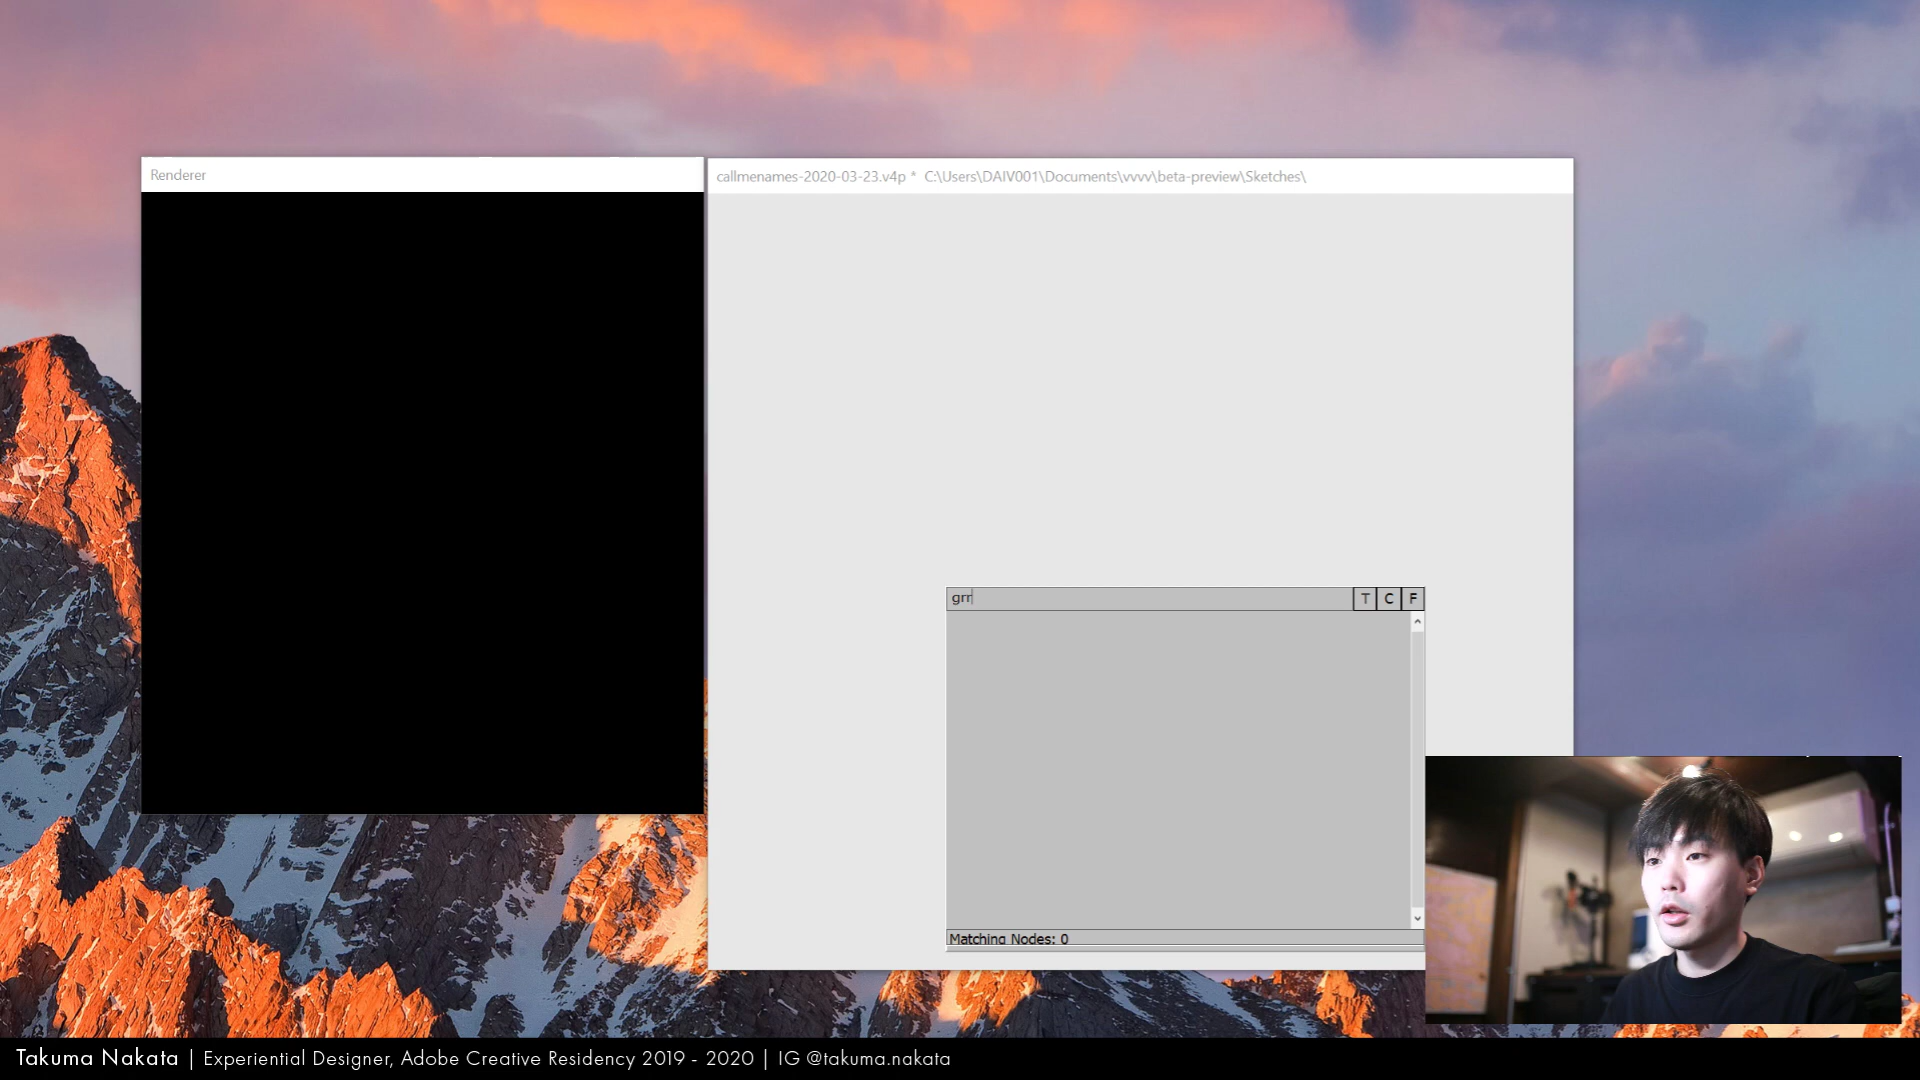 Renderer
callmenames-2020-03-23.v4p * C:\Users\DAIV001\Documents\vvvv\beta-preview\Sketches\
grr
T C F
Matching Nodes: 0
Takuma Nakata | Experiential Designer, Adobe Creative Residency 2019 - 2020 | IG @takuma.nakata